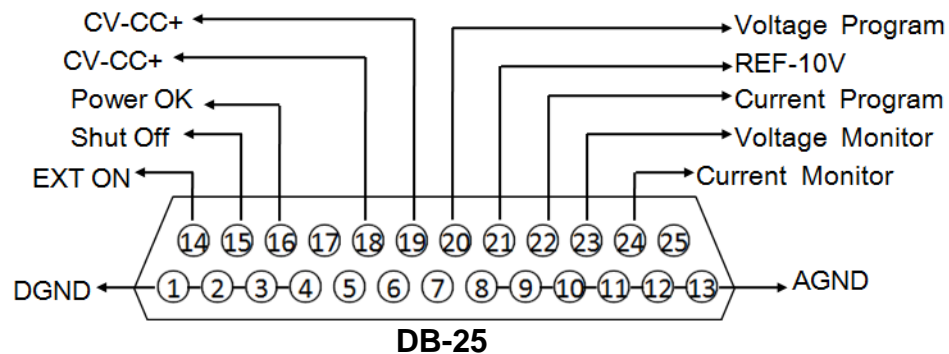 CV-CC+
Voltage Program
CV-CC+
REF-10V
Power OK
Current Program
Shut Off
Voltage Monitor
EXT ON
Current Monitor
14 15 16 17 18 19 20 21 22 23 24 25
DGND
1 2 3 4 5 6 7 8 9 10 11 12 13
AGND
DB-25